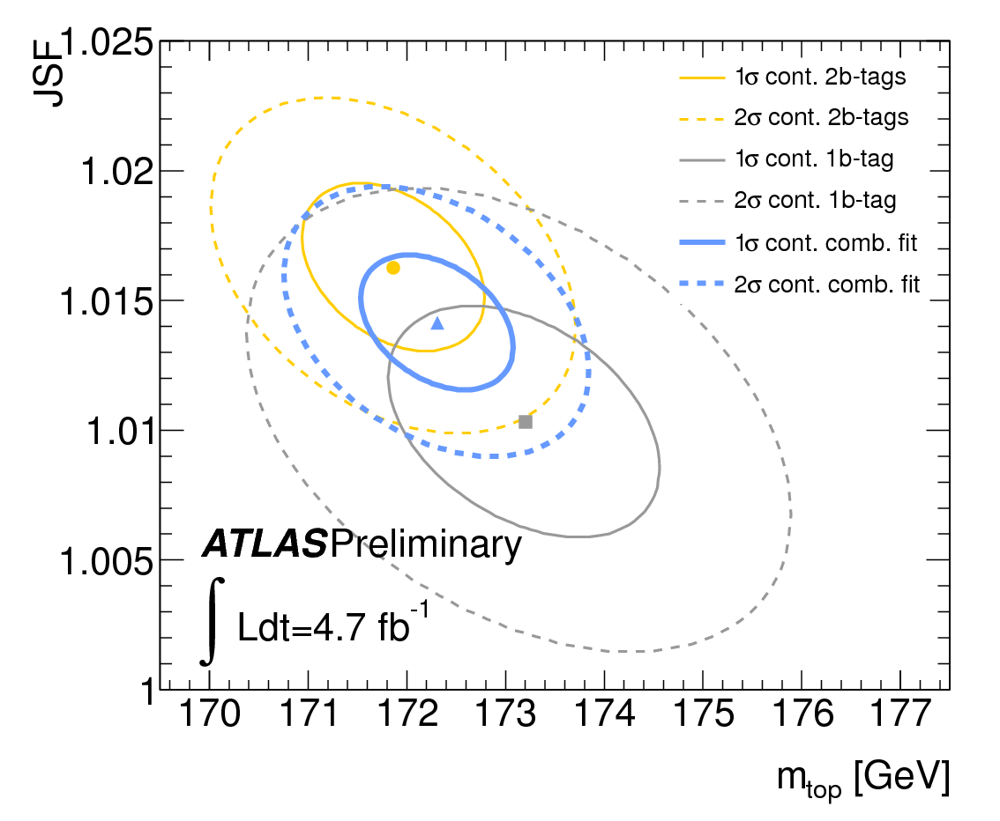 JSF
1.025
1.02
1.015
1.01
1.005
1
1σ cont. 2b-tags
2σ cont. 2b-tags
1σ cont. 1b-tag
2σ cont. 1b-tag
1σ cont. comb. fit
2σ cont. comb. fit
ATLAS Preliminary
∫ Ldt=4.7 fb⁻¹
170 171 172 173 174 175 176 177
m_top [GeV]